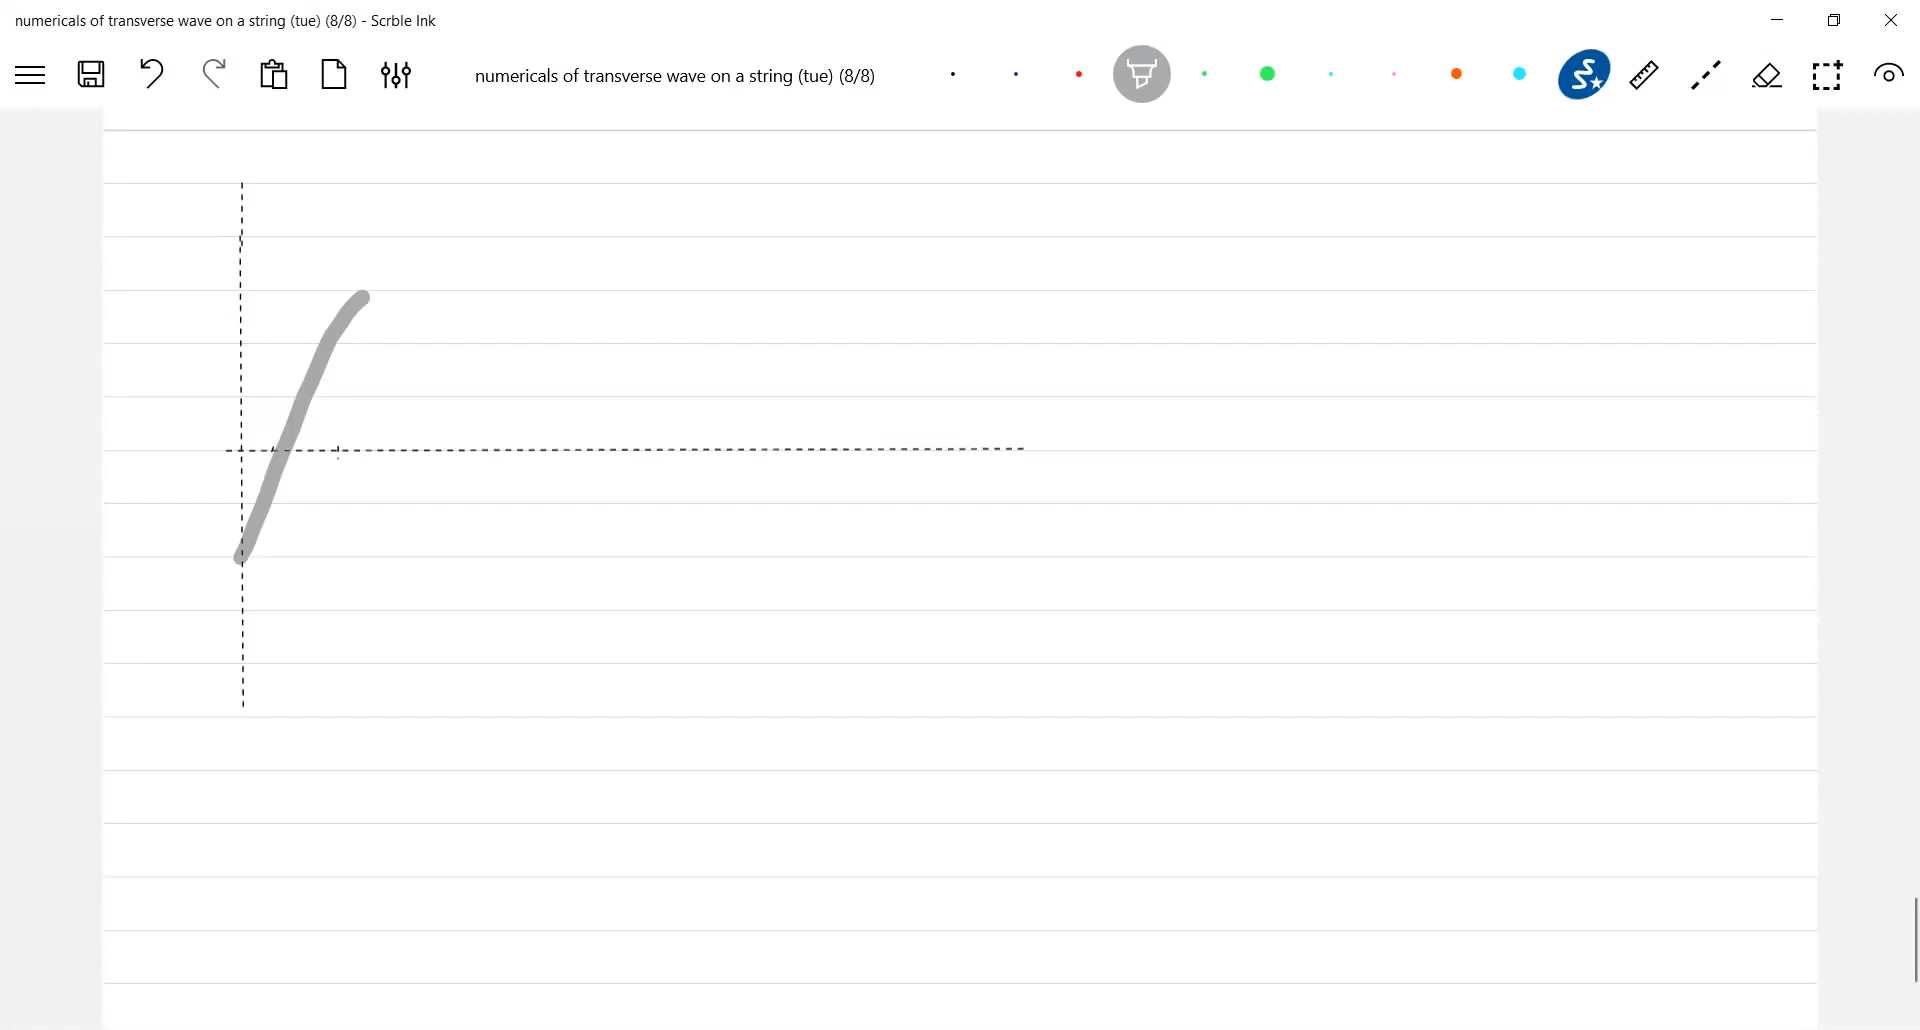 numericals of transverse wave on a string (tue) (8/8) - Scrble Ink
numericals of transverse wave on a string (tue) (8/8)